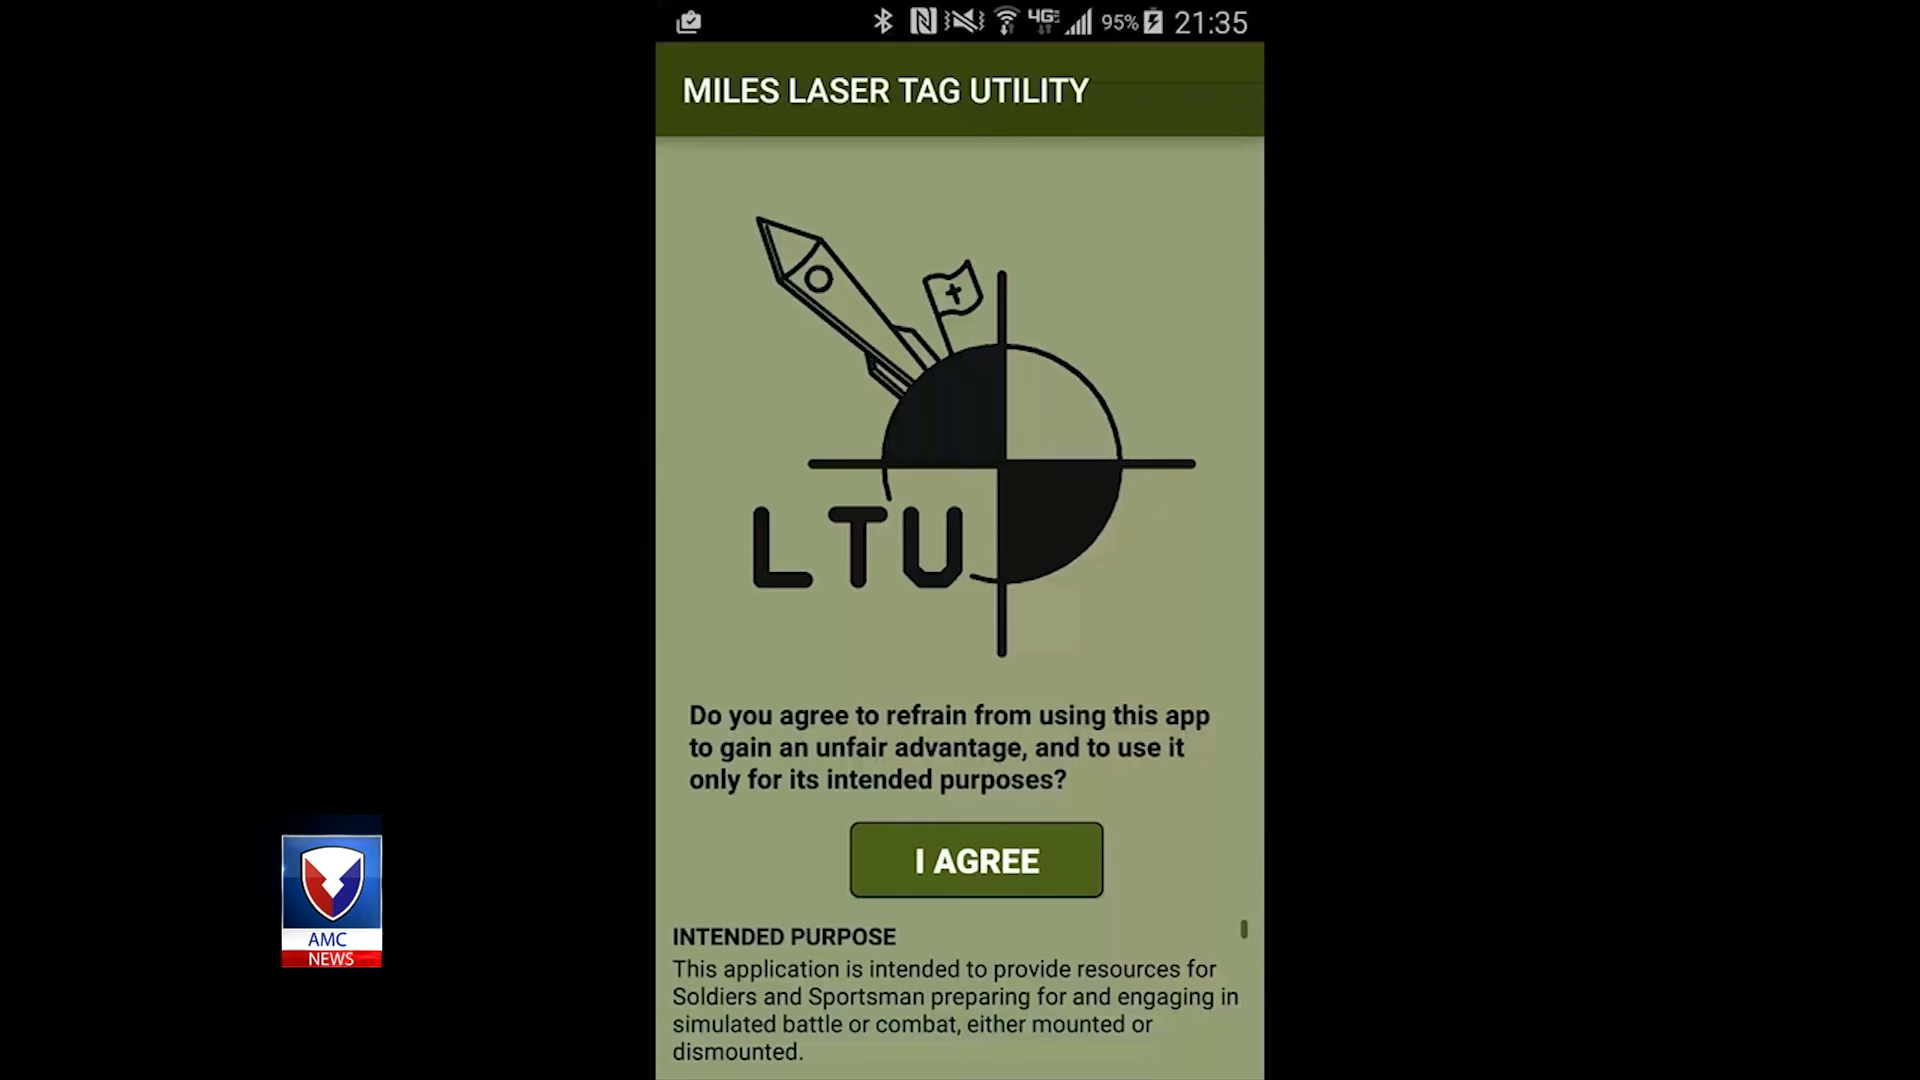 95% 21:35
MILES LASER TAG UTILITY
LTU
Do you agree to refrain from using this app
to gain an unfair advantage, and to use it
only for its intended purposes?
I AGREE
INTENDED PURPOSE
This application is intended to provide resources for
Soldiers and Sportsman preparing for and engaging in
simulated battle or combat, either mounted or
dismounted.
AMC
NEWS